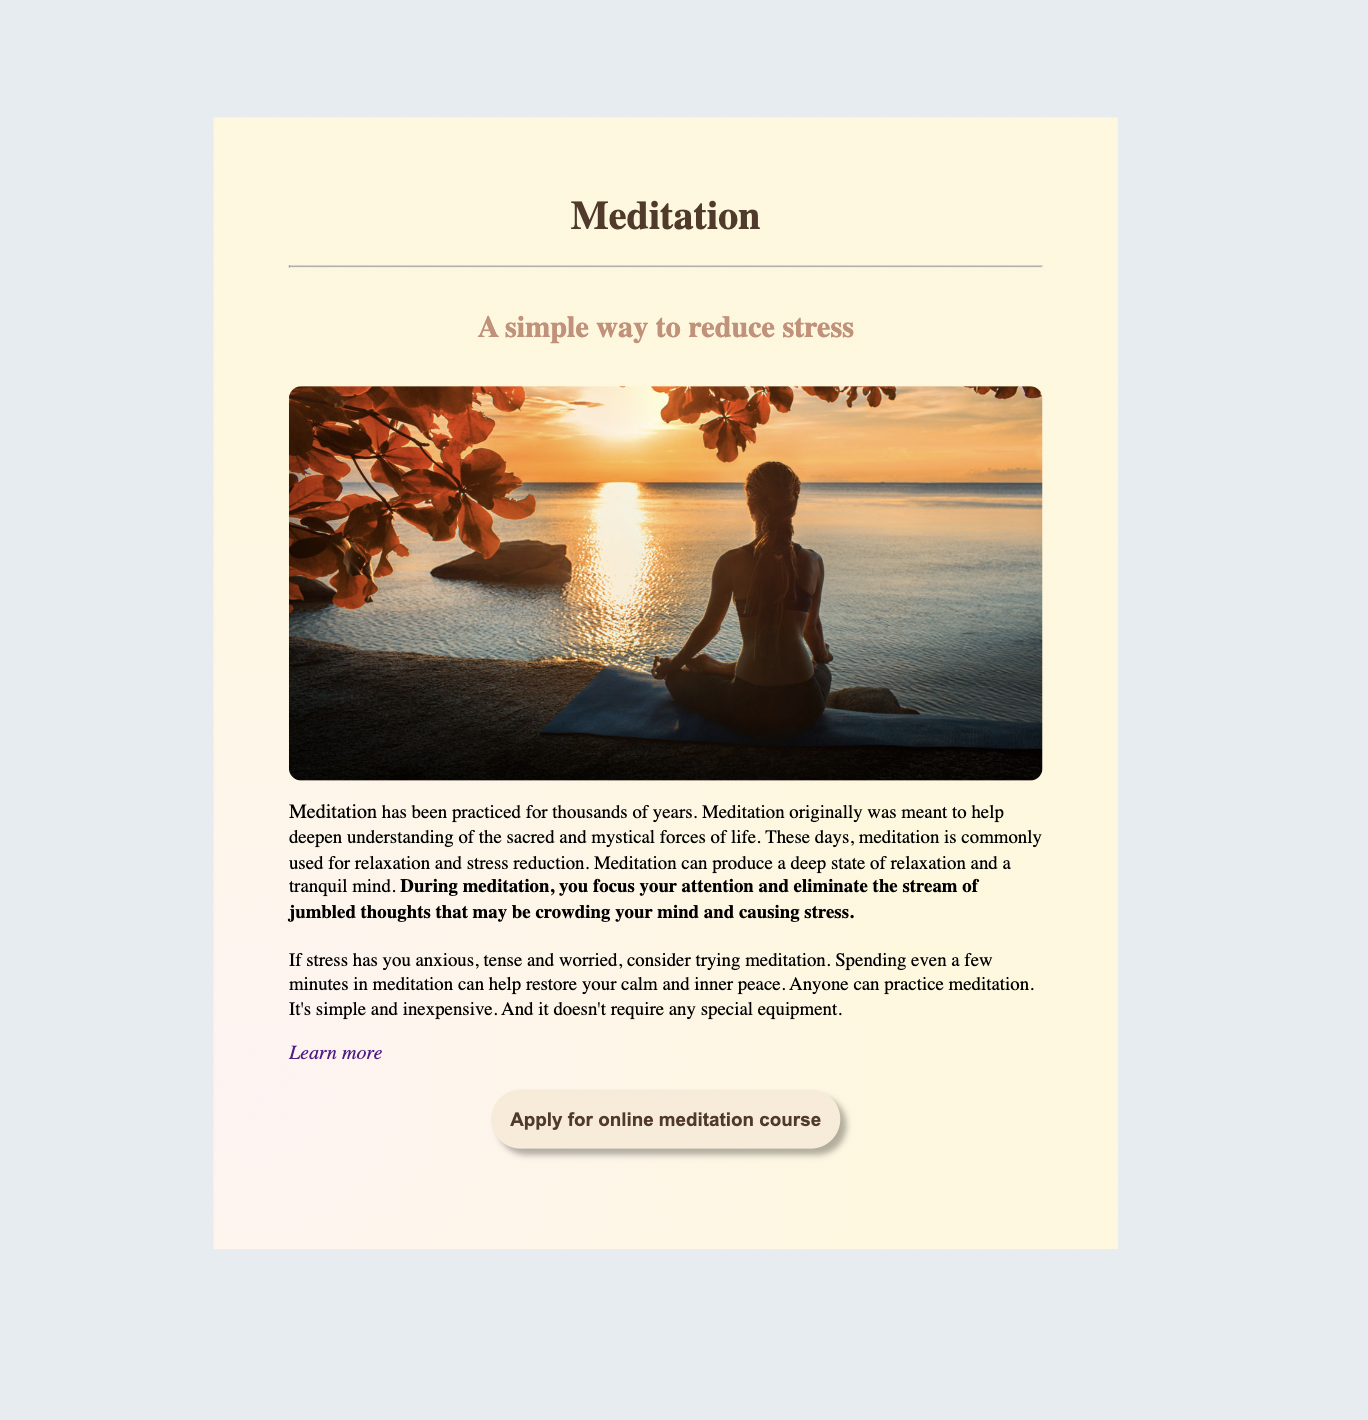 Meditation
A simple way to reduce stress
Meditation has been practiced for thousands of years. Meditation originally was meant to help
deepen understanding of the sacred and mystical forces of life. These days, meditation is commonly
used for relaxation and stress reduction. Meditation can produce a deep state of relaxation and a
tranquil mind. During meditation, you focus your attention and eliminate the stream of
jumbled thoughts that may be crowding your mind and causing stress.
If stress has you anxious, tense and worried, consider trying meditation. Spending even a few
minutes in meditation can help restore your calm and inner peace. Anyone can practice meditation.
It's simple and inexpensive. And it doesn't require any special equipment.
Learn more
Apply for online meditation course